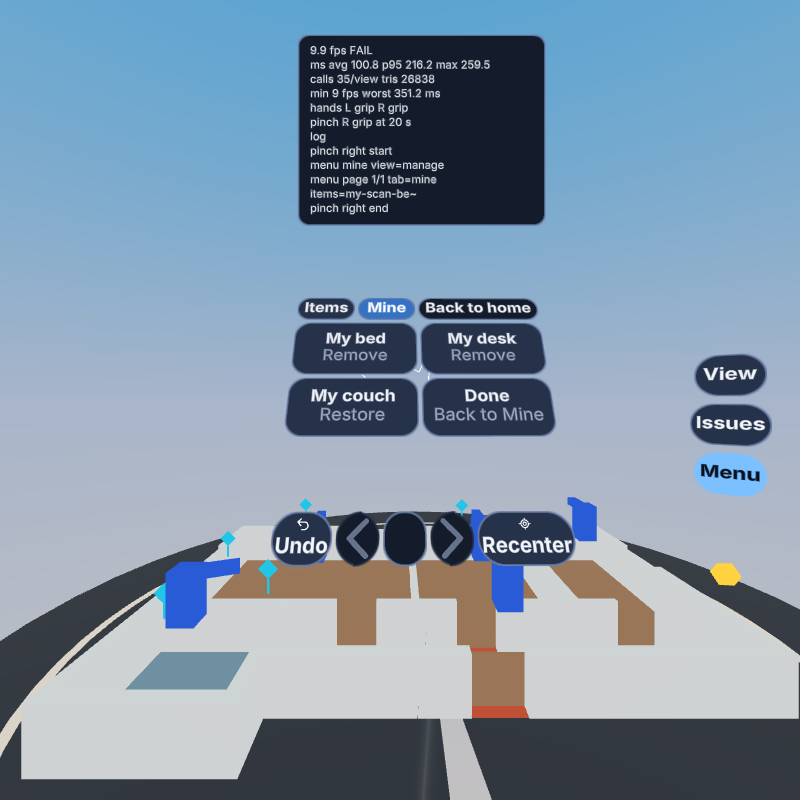 9.9 fps FAIL
ms avg 100.8 p95 216.2 max 259.5
calls 35/view tris 26838
min 9 fps worst 351.2 ms
hands L grip R grip
pinch R grip at 20 s
log
pinch right start
menu mine view=manage
menu page 1/1 tab=mine
items=my-scan-be~
pinch right end
Items Mine Back to home
My bed
Remove
My desk
Remove
My couch
Restore
Done
Back to Mine
View
Issues
Menu
Undo
Recenter